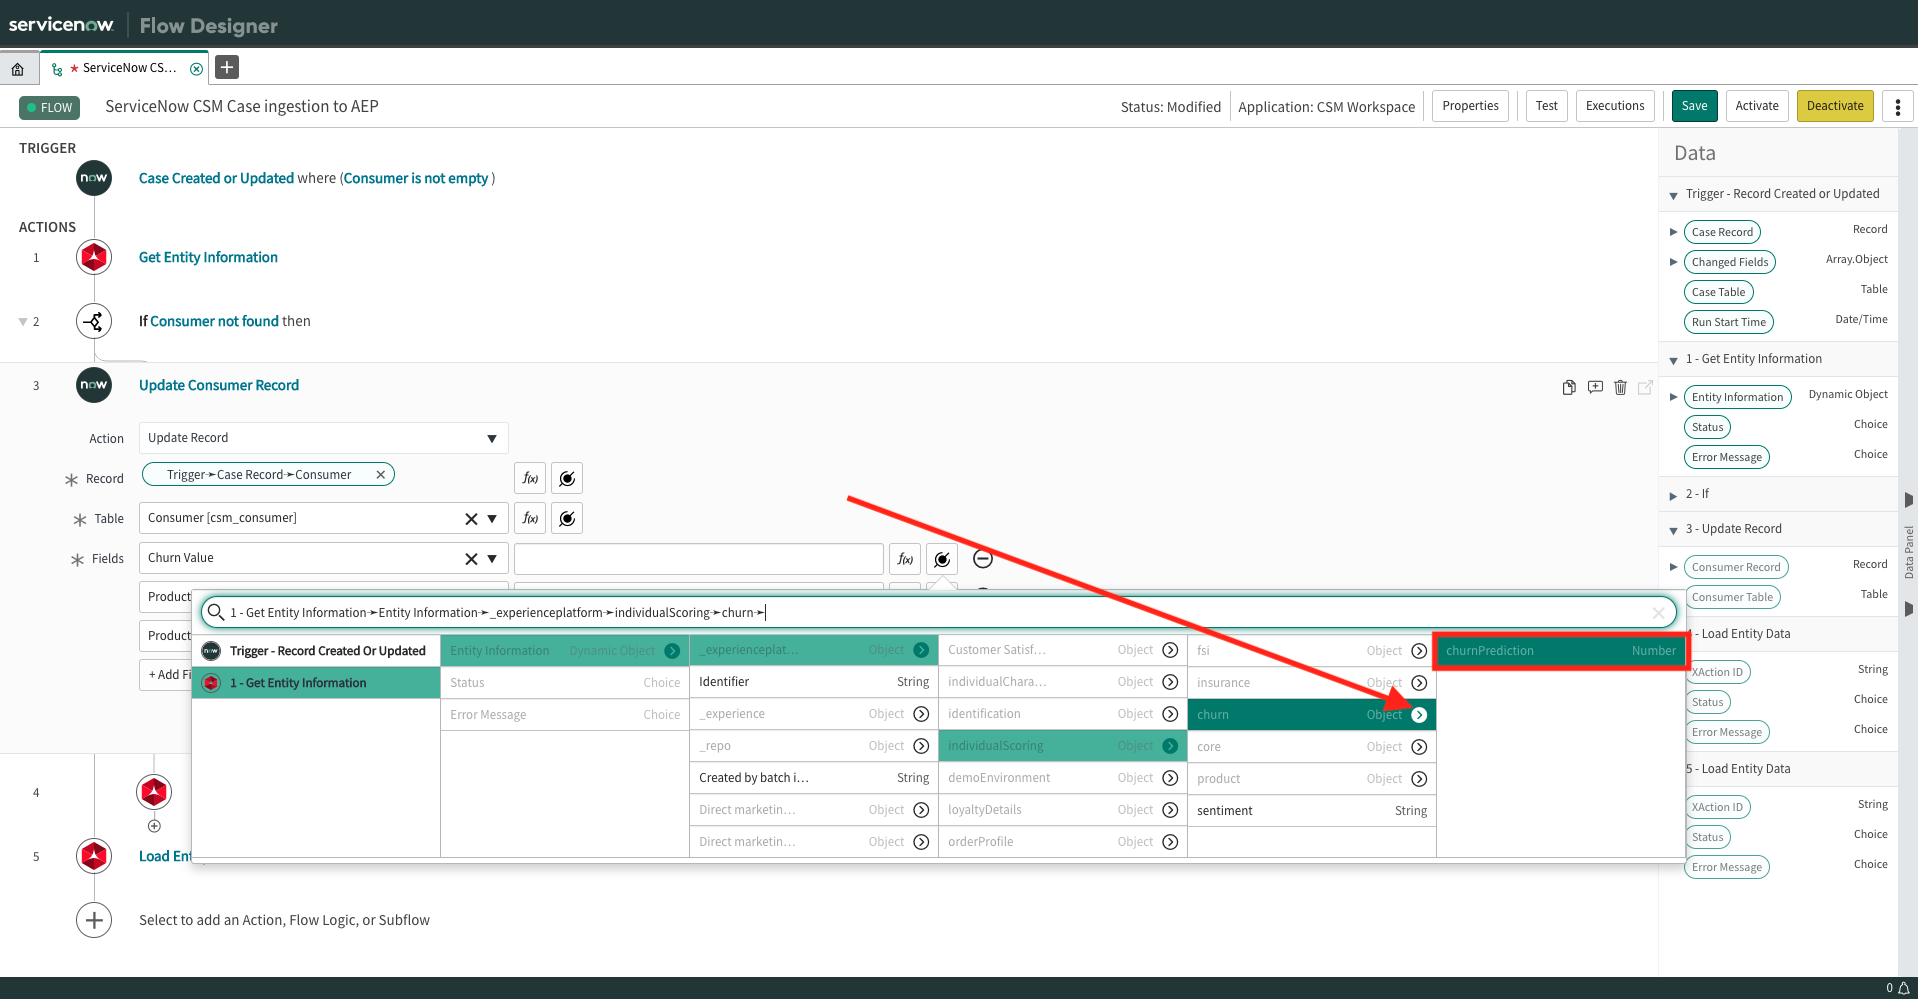 servicenow Flow Designer
* ServiceNow CS...
FLOW ServiceNow CSM Case ingestion to AEP Status: Modified Application: CSM Workspace Properties Test Executions Save Activate Deactivate
TRIGGER
now Case Created or Updated where (Consumer is not empty )
ACTIONS
1 Get Entity Information
2 If Consumer not found then
3 now Update Consumer Record
Action Update Record
Record Trigger➛Case Record➛Consumer
Table Consumer [csm_consumer]
Fields Churn Value
f(x)
f(x)
f(x)
Product
Product
+ Add Fi
1 - Get Entity Information➛Entity Information➛_experienceplatform➛individualScoring➛churn➛
now Trigger - Record Created Or Updated
1 - Get Entity Information
Entity Information Dynamic Object
Status Choice
Error Message Choice
_experienceplat... Object
Identifier String
_experience Object
_repo Object
Created by batch i... String
Direct marketin... Object
Direct marketin... Object
Customer Satisf... Object
individualChara... Object
identification Object
individualScoring Object
demoEnvironment Object
loyaltyDetails Object
orderProfile Object
fsi Object
insurance Object
churn Object
core Object
product Object
sentiment String
churnPrediction Number
4
5 Load Ent
Select to add an Action, Flow Logic, or Subflow
Data
Trigger - Record Created or Updated
Case Record Record
Changed Fields Array.Object
Case Table Table
Run Start Time Date/Time
1 - Get Entity Information
Entity Information Dynamic Object
Status Choice
Error Message Choice
2 - If
3 - Update Record
Consumer Record Record
Consumer Table Table
- Load Entity Data
XAction ID String
Status Choice
Error Message Choice
5 - Load Entity Data
XAction ID String
Status Choice
Error Message Choice
Data Panel
0